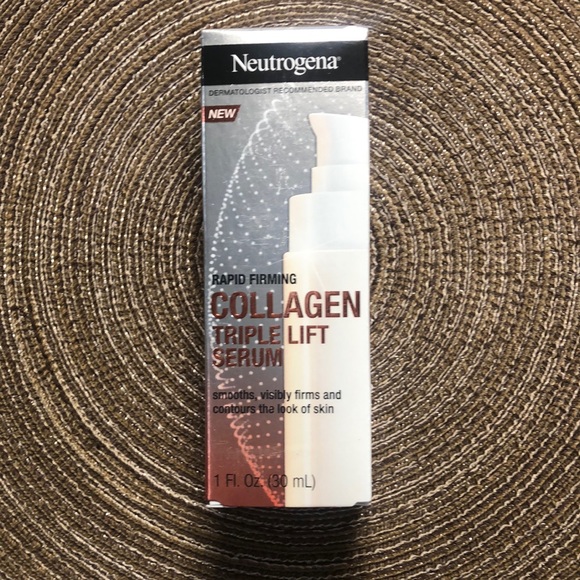 Neutrogena®
DERMATOLOGIST RECOMMENDED BRAND
NEW
RAPID FIRMING
COLLAGEN
TRIPLE LIFT
SERUM
smooths, visibly firms and
contours the look of skin
1 Fl. Oz. (30 mL)